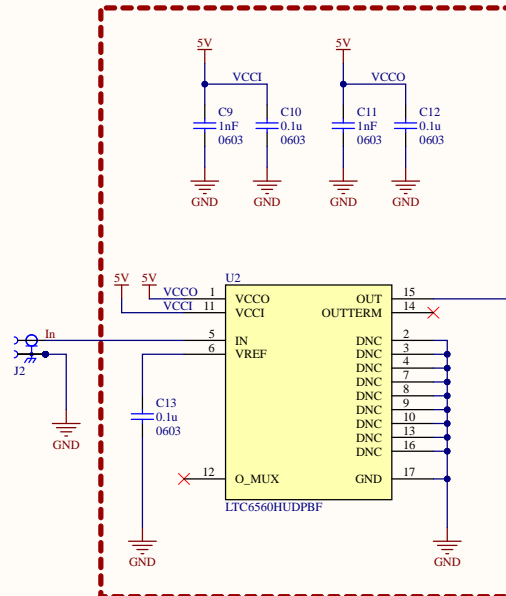 5V
5V
VCCI
VCCO
C9
1nF
0603
C10
0.1u
0603
C11
1nF
0603
C12
0.1u
0603
GND
GND
GND
GND
5V
5V
U2
VCCO
1
VCCO
OUT
15
VCCI
11
VCCI
OUTTERM
14
In
5
IN
DNC
2
6
VREF
DNC
3
DNC
4
J2
DNC
7
DNC
8
C13
0.1u
0603
DNC
9
DNC
10
DNC
13
GND
DNC
16
12
O_MUX
GND
17
LTC6560HUDPBF
GND
GND